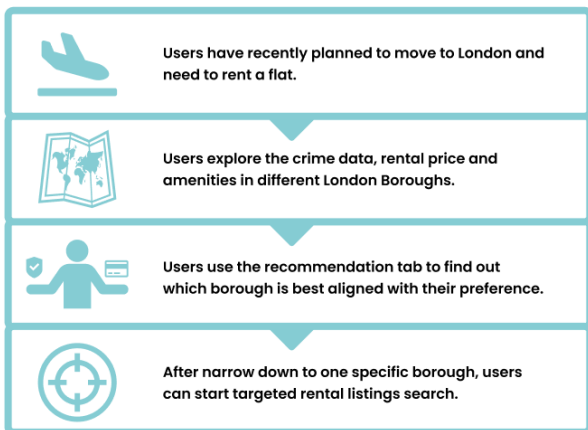 Users have recently planned to move to London and
need to rent a flat.
Users explore the crime data, rental price and
amenities in different London Boroughs.
Users use the recommendation tab to find out
which borough is best aligned with their preference.
After narrow down to one specific borough, users
can start targeted rental listings search.